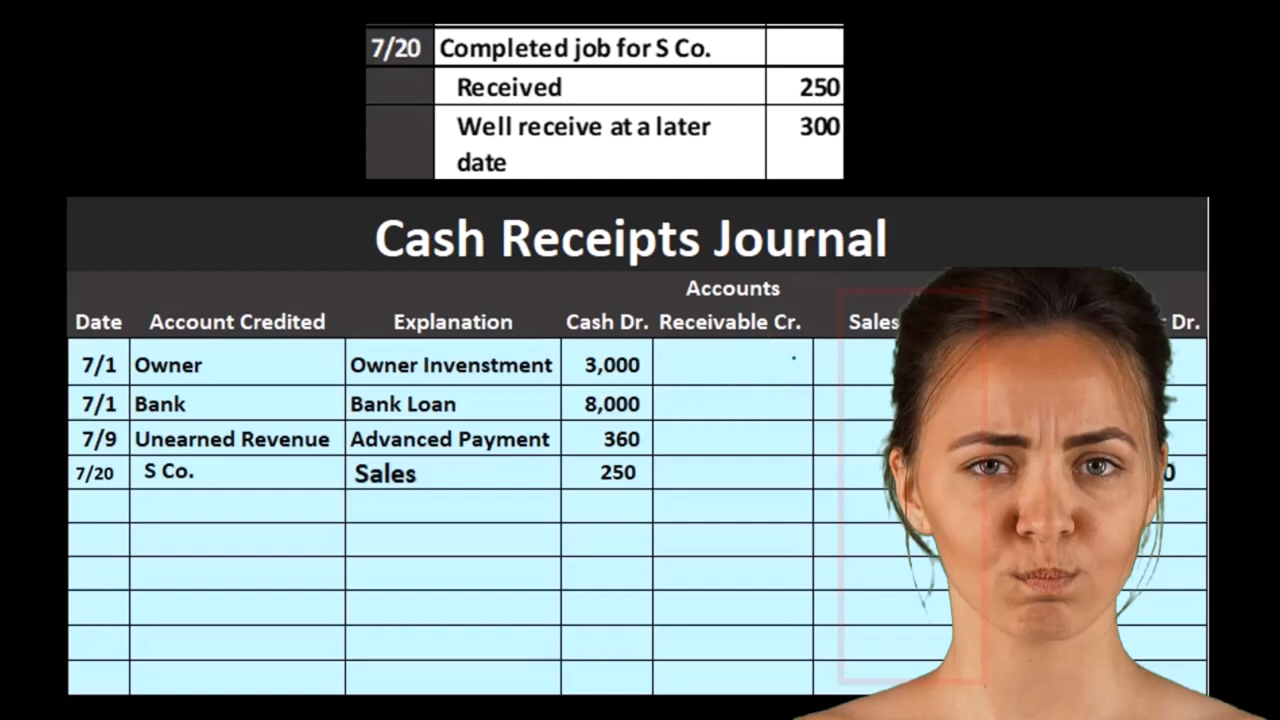 7/20 Completed job for S Co.
Received 250
Well receive at a later 300
date
Cash Receipts Journal
Accounts
Date Account Credited Explanation Cash Dr. Receivable Cr. Sales Dr.
7/1 Owner Owner Invenstment 3,000
7/1 Bank Bank Loan 8,000
7/9 Unearned Revenue Advanced Payment 360
7/20 S Co. Sales 250 0